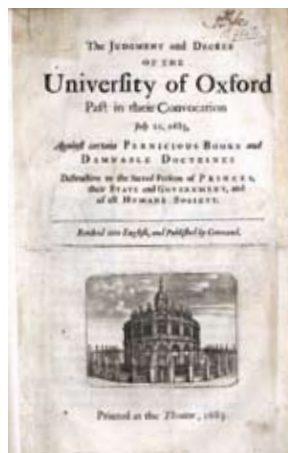 The JUDGMENT and DECREE
OF THE
Univerſity of Oxford
Paſt in their Convocation
July 21, 1683,
Againſt certain PERNICIOUS BOOKS and
DAMNABLE DOCTRINES
Deſtructive to the Sacred Perſons of PRINCES,
their STATE and GOVERNMENT, and
of all HUMANE SOCIETY.
Rendred into Engliſh, and Publiſhed by Command.
Printed at the Theater, 1683.